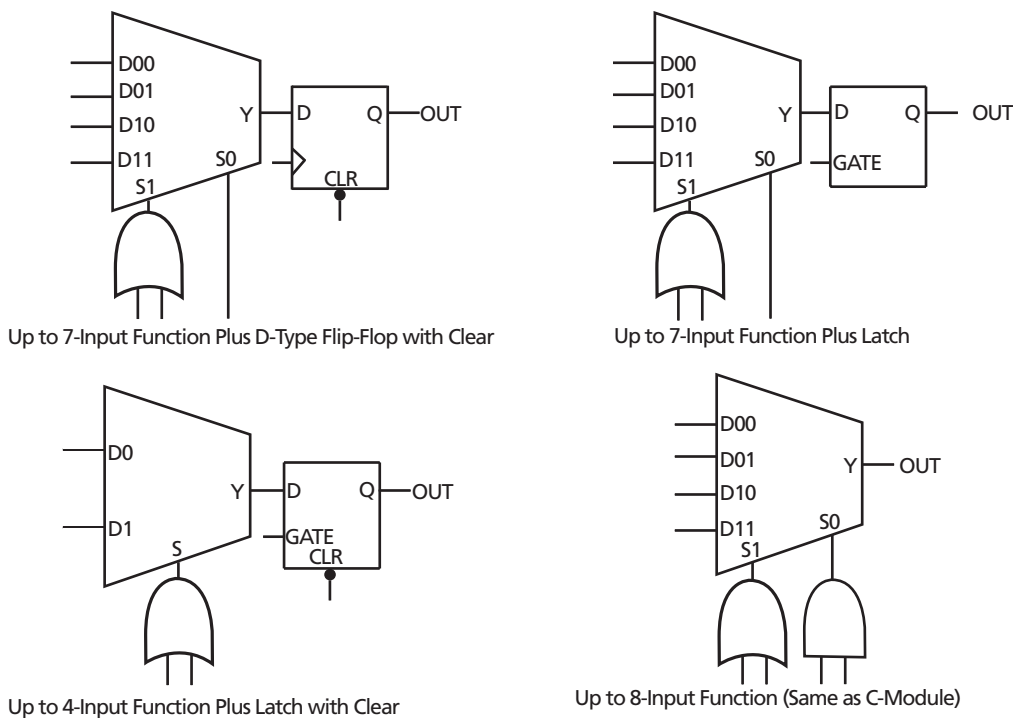 D00
D01
D10
D11
S1
S0
Y
D
Q
CLR
OUT
Up to 7-Input Function Plus D-Type Flip-Flop with Clear
D00
D01
D10
D11
S1
S0
Y
D
Q
GATE
OUT
Up to 7-Input Function Plus Latch
D0
D1
S
Y
D
Q
GATE
CLR
OUT
Up to 4-Input Function Plus Latch with Clear
D00
D01
D10
D11
S1
S0
Y
OUT
Up to 8-Input Function (Same as C-Module)